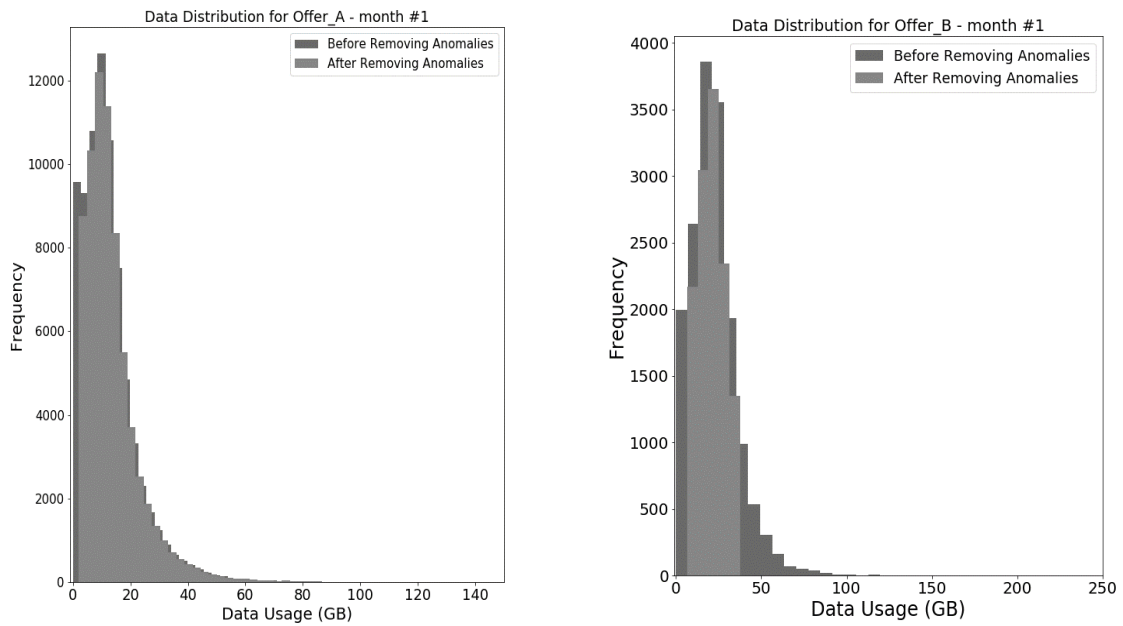 Data Distribution for Offer_A - month #1
Before Removing Anomalies
After Removing Anomalies
12000
10000
8000
6000
4000
2000
0
Frequency
0 20 40 60 80 100 120 140
Data Usage (GB)
Data Distribution for Offer_B - month #1
Before Removing Anomalies
After Removing Anomalies
4000
3500
3000
2500
2000
1500
1000
500
0
Frequency
0 50 100 150 200 250
Data Usage (GB)